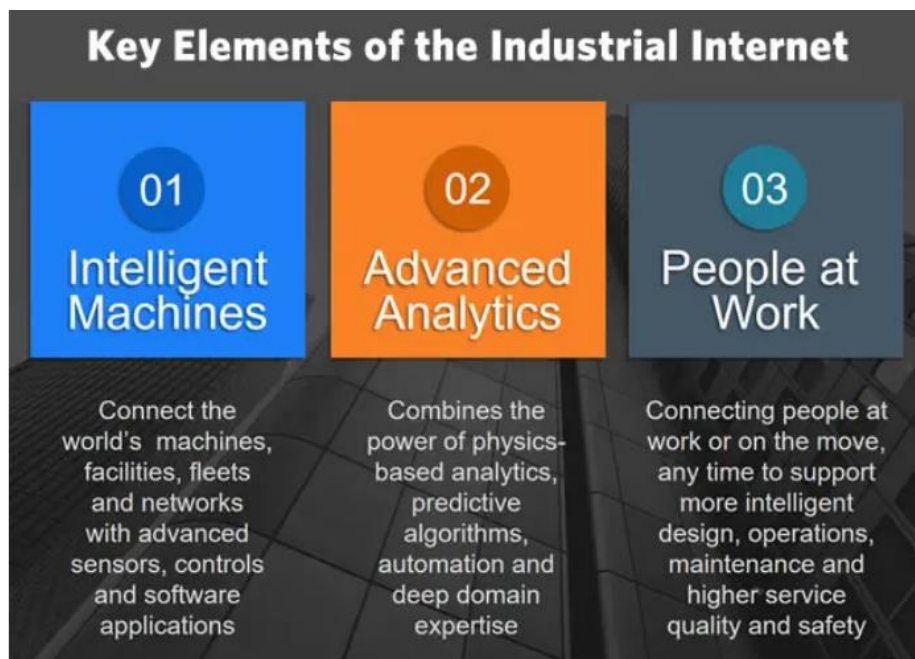 Key Elements of the Industrial Internet
01
Intelligent
Machines
Connect the
world's machines,
facilities, fleets
and networks
with advanced
sensors, controls
and software
applications
02
Advanced
Analytics
Combines the
power of physics-
based analytics,
predictive
algorithms,
automation and
deep domain
expertise
03
People at
Work
Connecting people at
work or on the move,
any time to support
more intelligent
design, operations,
maintenance and
higher service
quality and safety